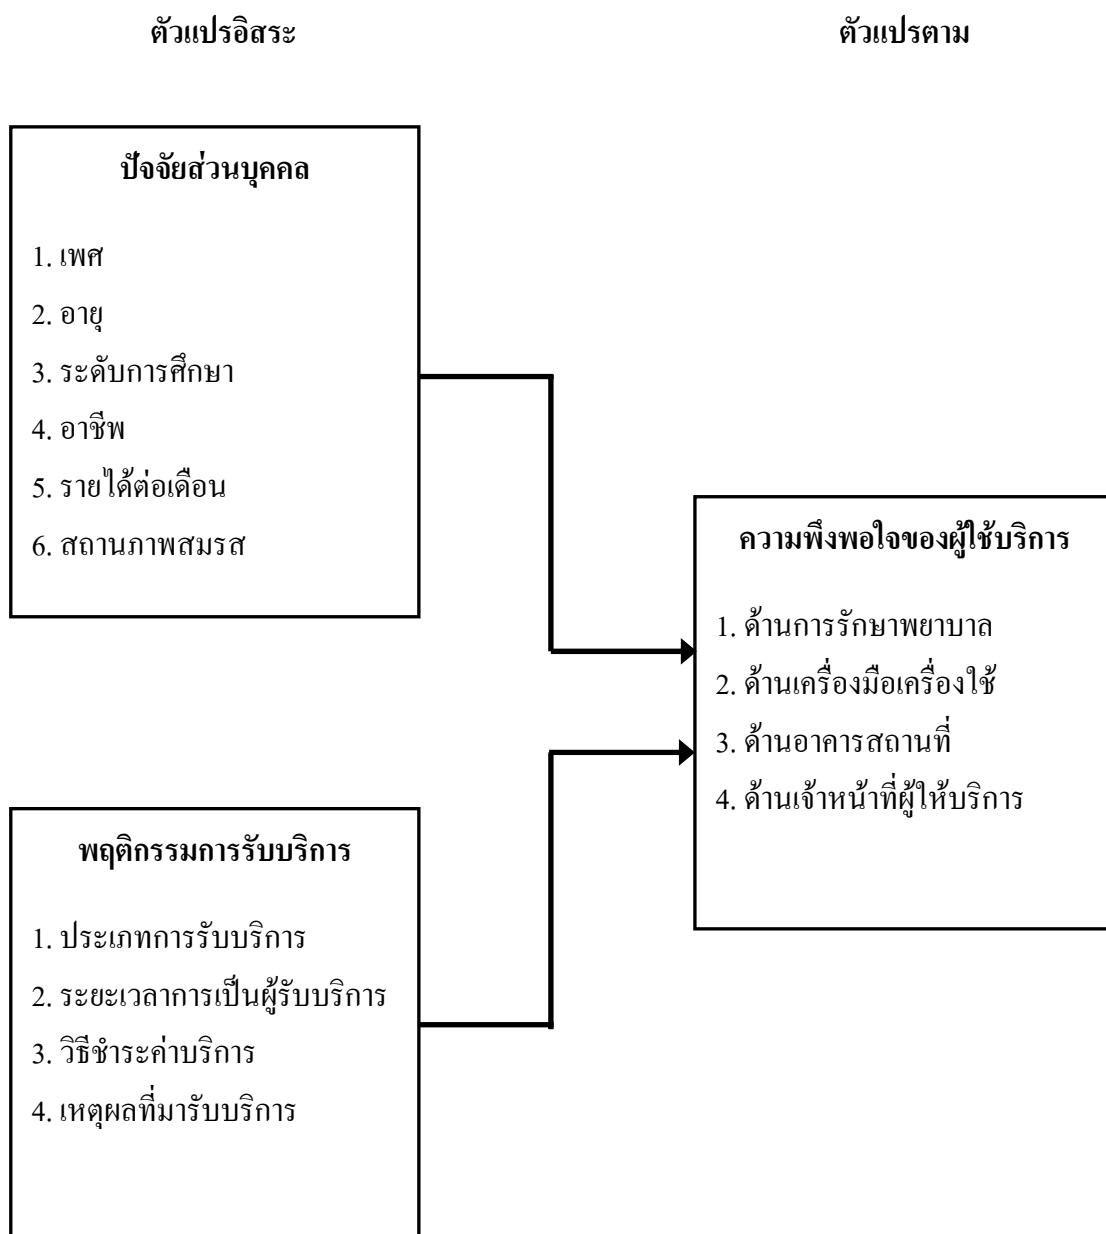 ตัวแปรอิสระ
ตัวแปรตาม
ปัจจัยส่วนบุคคล
1. เพศ
2. อายุ
3. ระดับการศึกษา
4. อาชีพ
5. รายได้ต่อเดือน
6. สถานภาพสมรส
ความพึงพอใจของผู้ใช้บริการ
1. ด้านการรักษาพยาบาล
2. ด้านเครื่องมือเครื่องใช้
3. ด้านอาคารสถานที่
4. ด้านเจ้าหน้าที่ผู้ให้บริการ
พฤติกรรมการรับบริการ
1. ประเภทการรับบริการ
2. ระยะเวลาการเป็นผู้รับบริการ
3. วิธีชำระค่าบริการ
4. เหตุผลที่มารับบริการ